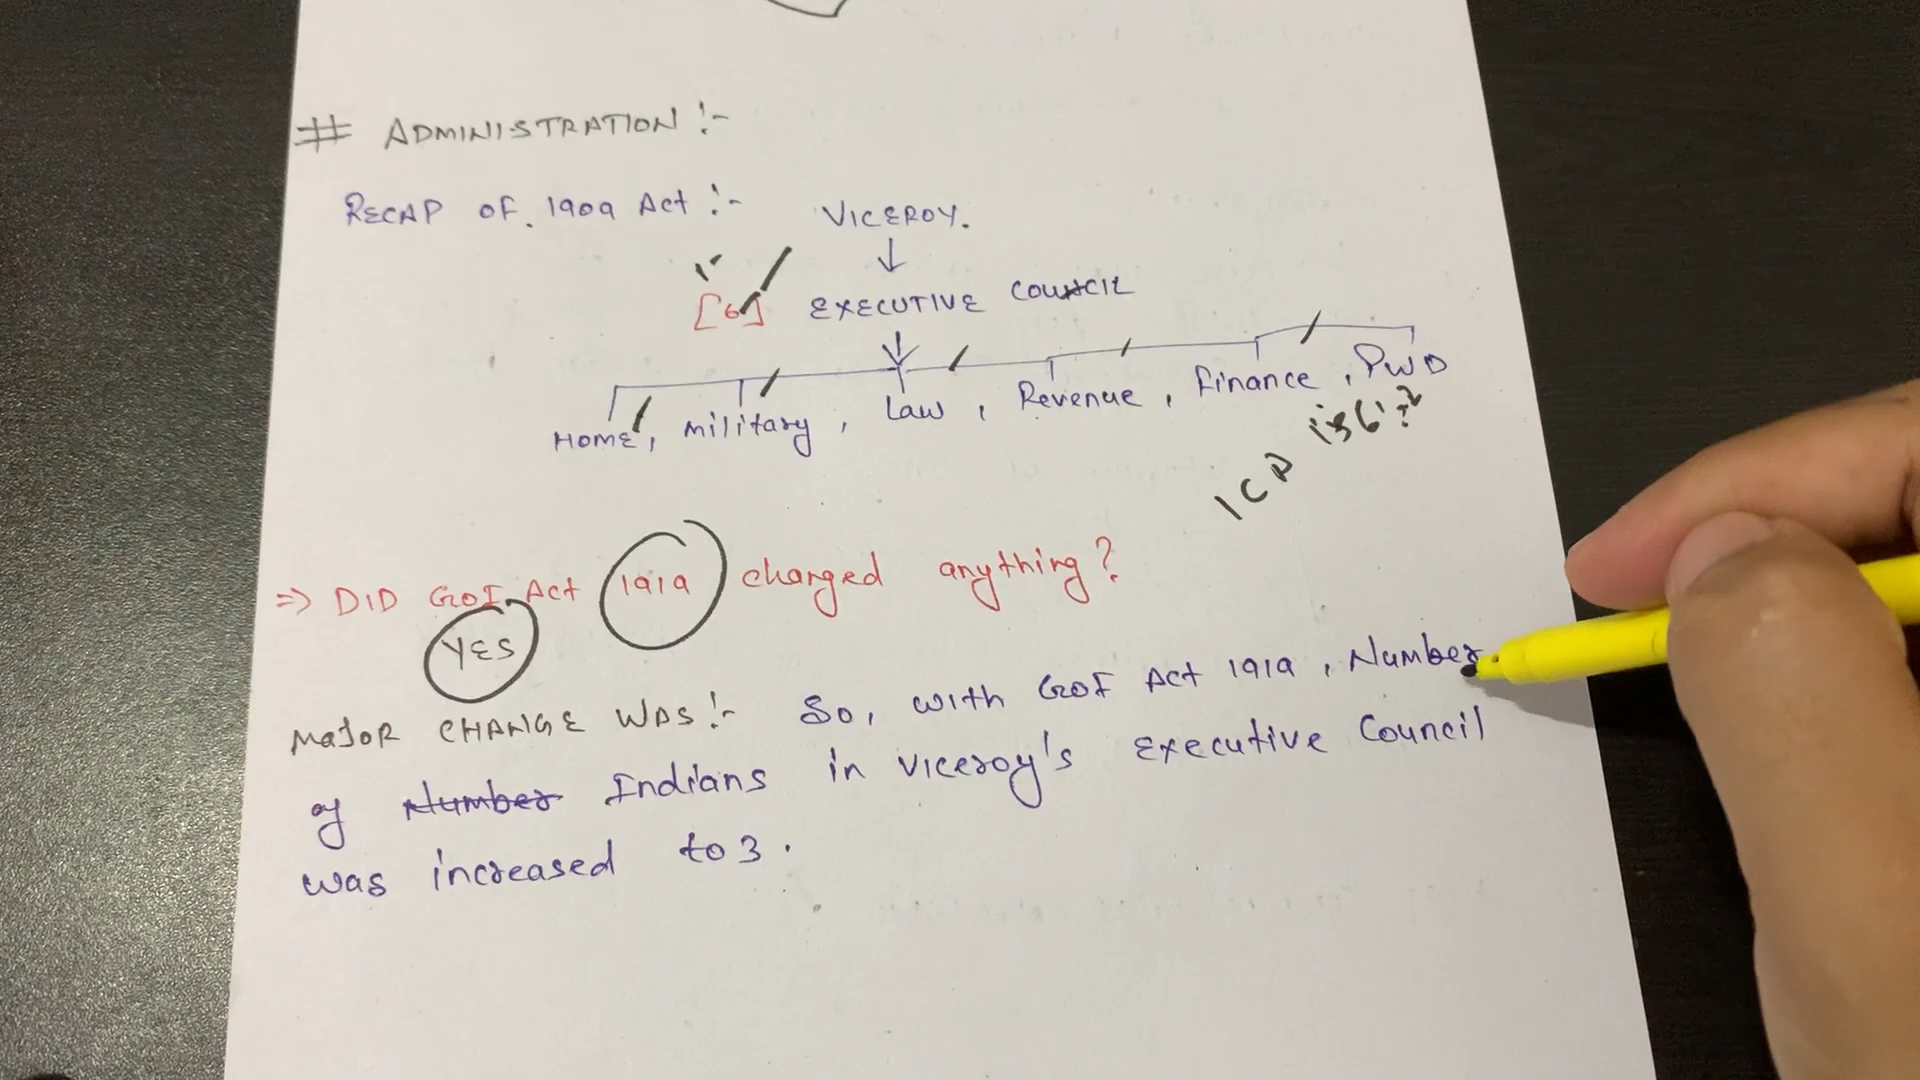 # ADMINISTRATION :-
RECAP OF 1909 Act :- VICEROY.
[6] EXECUTIVE COUNCIL
Home, Military, Law, Revenue, Finance, PWD
⇒ DID GOI Act 1919 changed anything?
YES
MAJOR CHANGE WAS :- So, with GOI Act 1919, Number
of Number Indians in viceroy's Executive Council
was increased to 3.